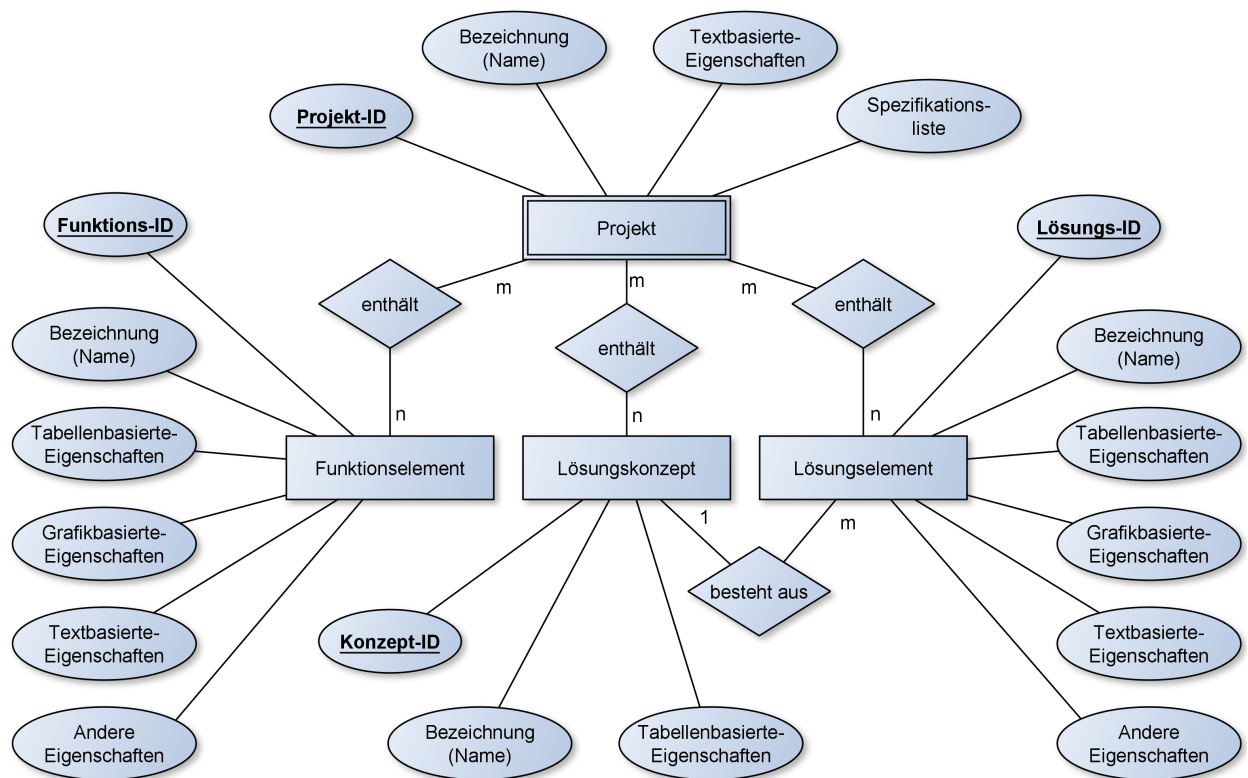 Bezeichnung
(Name)
Textbasierte-
Eigenschaften
Projekt-ID
Spezifikations-
liste
Funktions-ID
Projekt
Lösungs-ID
m
m
m
enthält
enthält
enthält
Bezeichnung
(Name)
Bezeichnung
(Name)
n
n
n
Tabellenbasierte-
Eigenschaften
Funktionselement
Lösungskonzept
Lösungselement
Tabellenbasierte-
Eigenschaften
1
m
Grafikbasierte-
Eigenschaften
Grafikbasierte-
Eigenschaften
besteht aus
Textbasierte-
Eigenschaften
Konzept-ID
Textbasierte-
Eigenschaften
Andere
Eigenschaften
Bezeichnung
(Name)
Tabellenbasierte-
Eigenschaften
Andere
Eigenschaften